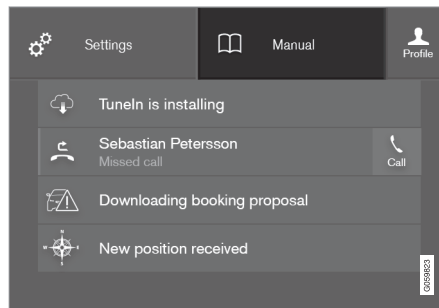 Settings
Manual
Profile
TuneIn is installing
Sebastian Petersson
Missed call
Call
Downloading booking proposal
New position received
G059823